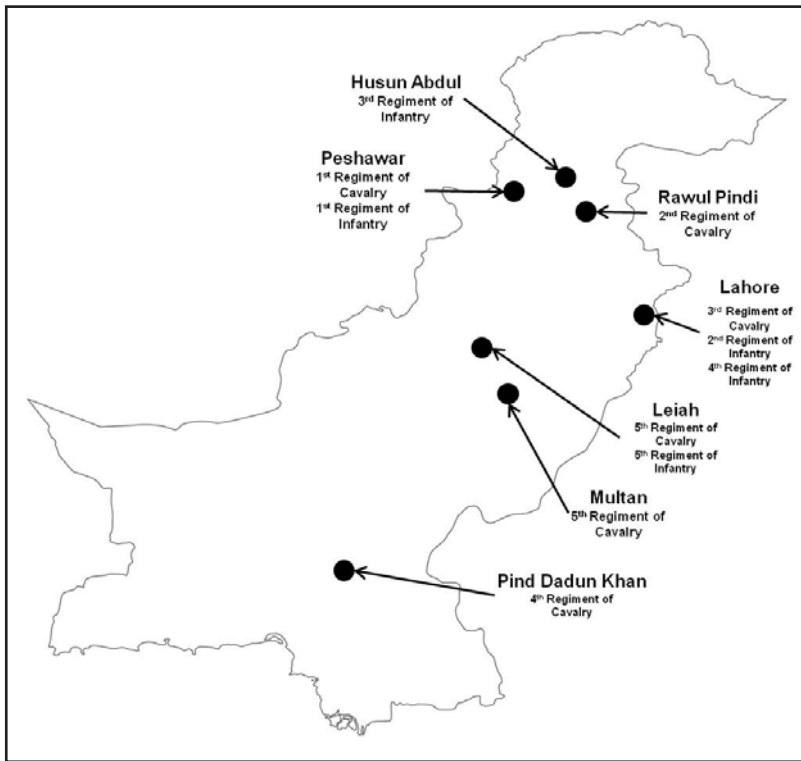 Husun Abdul
3rd Regiment of
Infantry
Peshawar
1st Regiment of
Cavalry
1st Regiment of
Infantry
Rawul Pindi
2nd Regiment of
Cavalry
Lahore
3rd Regiment of
Cavalry
2nd Regiment of
Infantry
4th Regiment of
Infantry
Leiah
5th Regiment of
Cavalry
5th Regiment of
Infantry
Multan
5th Regiment of
Cavalry
Pind Dadun Khan
4th Regiment of
Cavalry